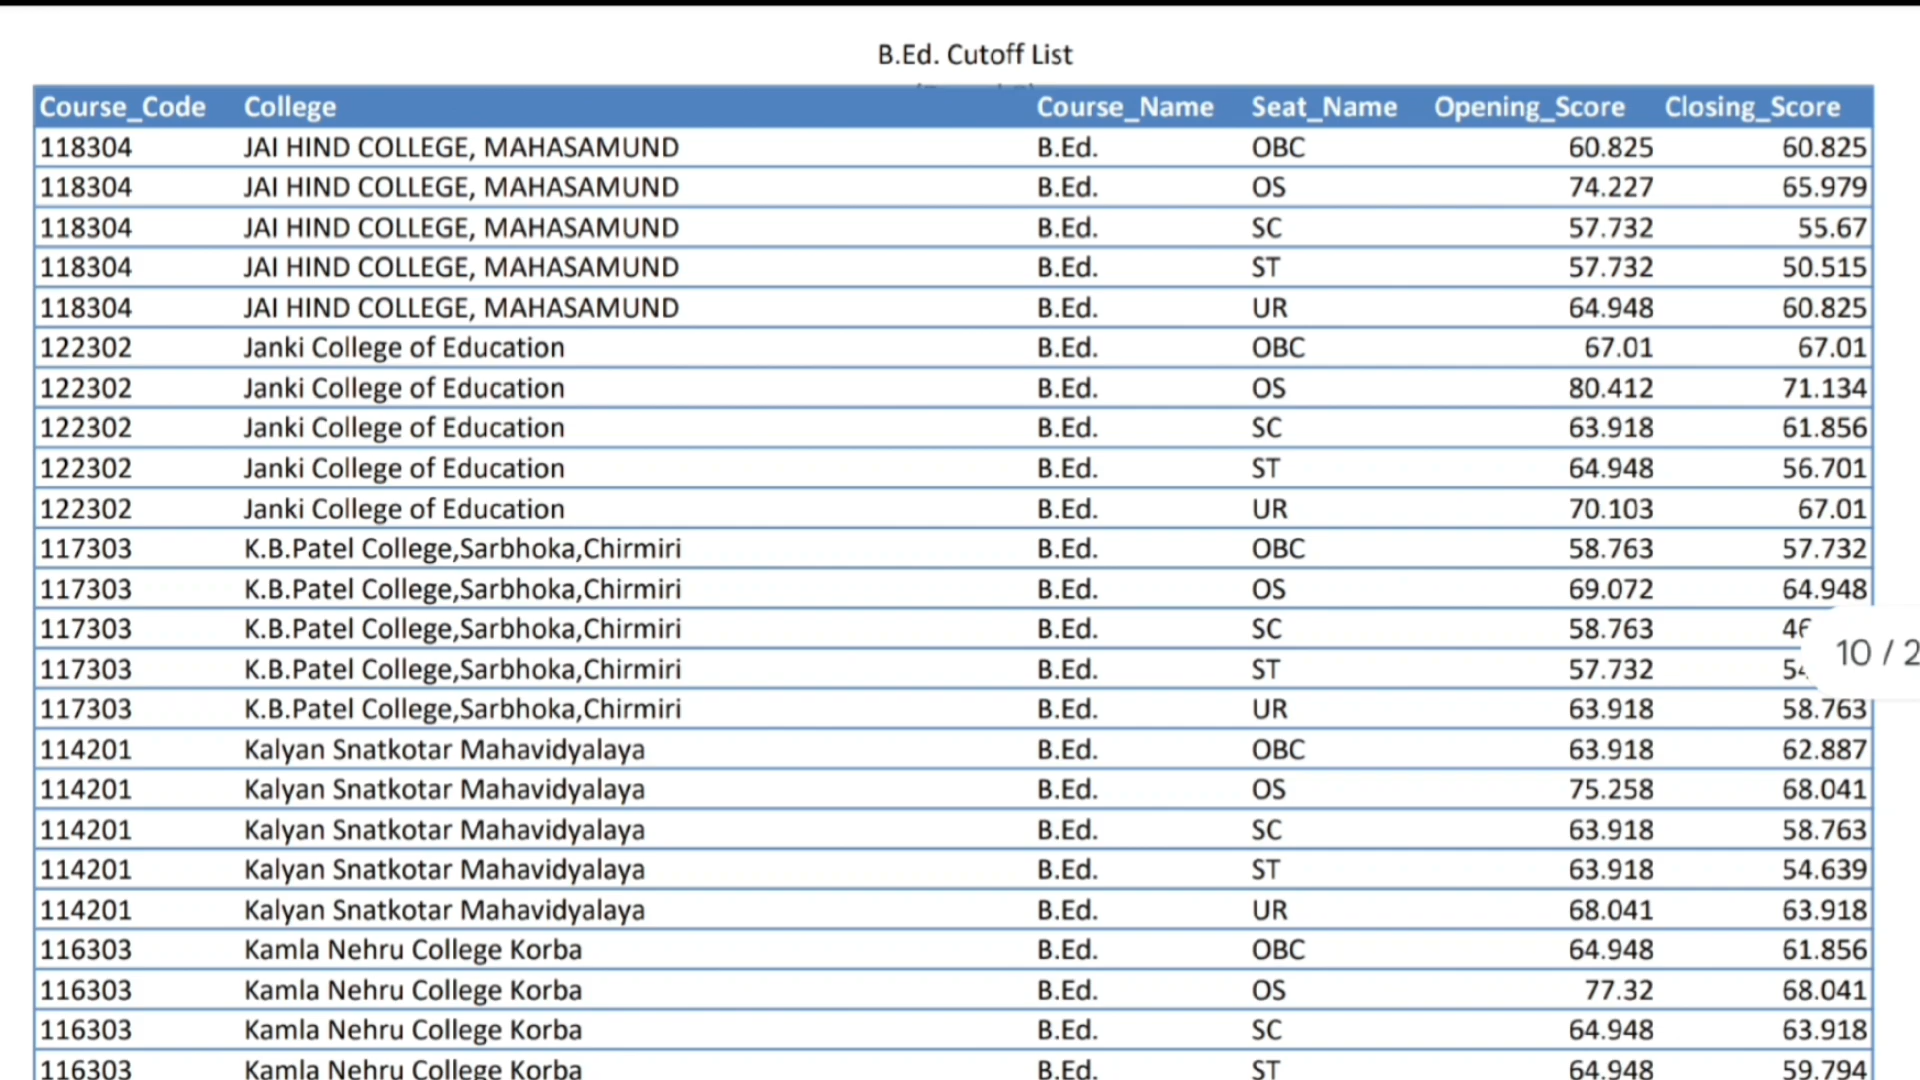 B.Ed. Cutoff List
Course_Code College Course_Name Seat_Name Opening_Score Closing_Score
118304 JAI HIND COLLEGE, MAHASAMUND B.Ed. OBC 60.825 60.825
118304 JAI HIND COLLEGE, MAHASAMUND B.Ed. OS 74.227 65.979
118304 JAI HIND COLLEGE, MAHASAMUND B.Ed. SC 57.732 55.67
118304 JAI HIND COLLEGE, MAHASAMUND B.Ed. ST 57.732 50.515
118304 JAI HIND COLLEGE, MAHASAMUND B.Ed. UR 64.948 60.825
122302 Janki College of Education B.Ed. OBC 67.01 67.01
122302 Janki College of Education B.Ed. OS 80.412 71.134
122302 Janki College of Education B.Ed. SC 63.918 61.856
122302 Janki College of Education B.Ed. ST 64.948 56.701
122302 Janki College of Education B.Ed. UR 70.103 67.01
117303 K.B.Patel College,Sarbhoka,Chirmiri B.Ed. OBC 58.763 57.732
117303 K.B.Patel College,Sarbhoka,Chirmiri B.Ed. OS 69.072 64.948
117303 K.B.Patel College,Sarbhoka,Chirmiri B.Ed. SC 58.763
10 / 2
117303 K.B.Patel College,Sarbhoka,Chirmiri B.Ed. ST 57.732
117303 K.B.Patel College,Sarbhoka,Chirmiri B.Ed. UR 63.918 58.763
114201 Kalyan Snatkotar Mahavidyalaya B.Ed. OBC 63.918 62.887
114201 Kalyan Snatkotar Mahavidyalaya B.Ed. OS 75.258 68.041
114201 Kalyan Snatkotar Mahavidyalaya B.Ed. SC 63.918 58.763
114201 Kalyan Snatkotar Mahavidyalaya B.Ed. ST 63.918 54.639
114201 Kalyan Snatkotar Mahavidyalaya B.Ed. UR 68.041 63.918
116303 Kamla Nehru College Korba B.Ed. OBC 64.948 61.856
116303 Kamla Nehru College Korba B.Ed. OS 77.32 68.041
116303 Kamla Nehru College Korba B.Ed. SC 64.948 63.918
116303 Kamla Nehru College Korba B.Ed. ST 64.948 59.794